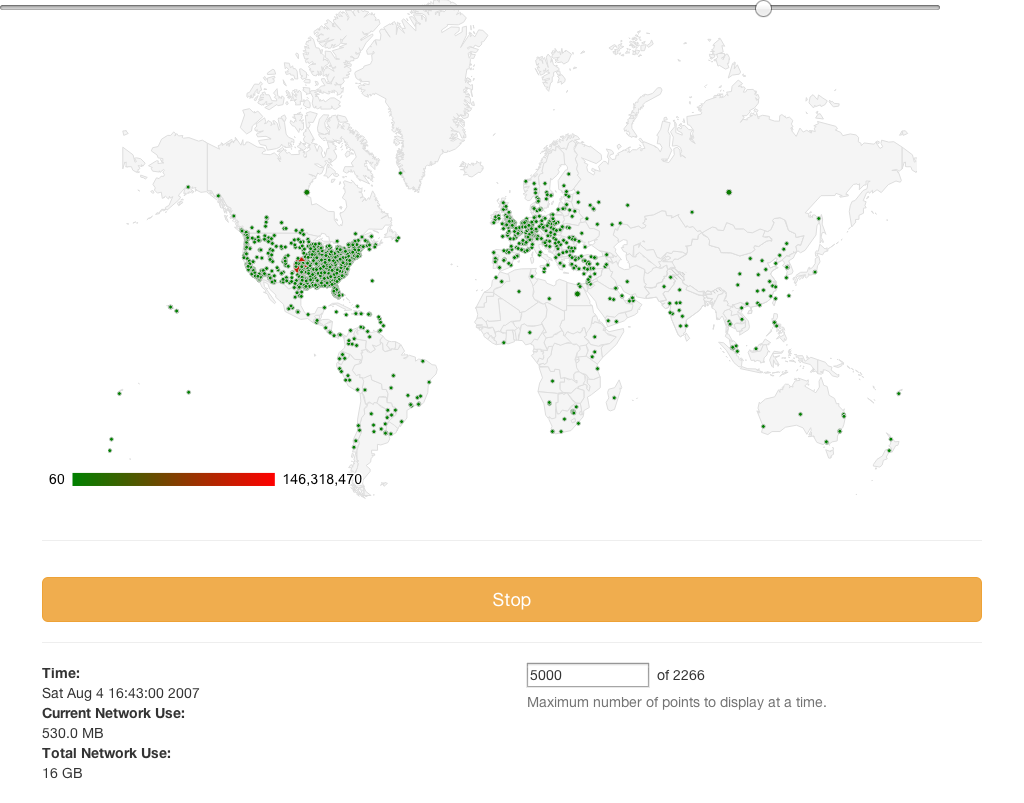 60 146,318,470
Stop
Time:
Sat Aug 4 16:43:00 2007
Current Network Use:
530.0 MB
Total Network Use:
16 GB
5000 of 2266
Maximum number of points to display at a time.